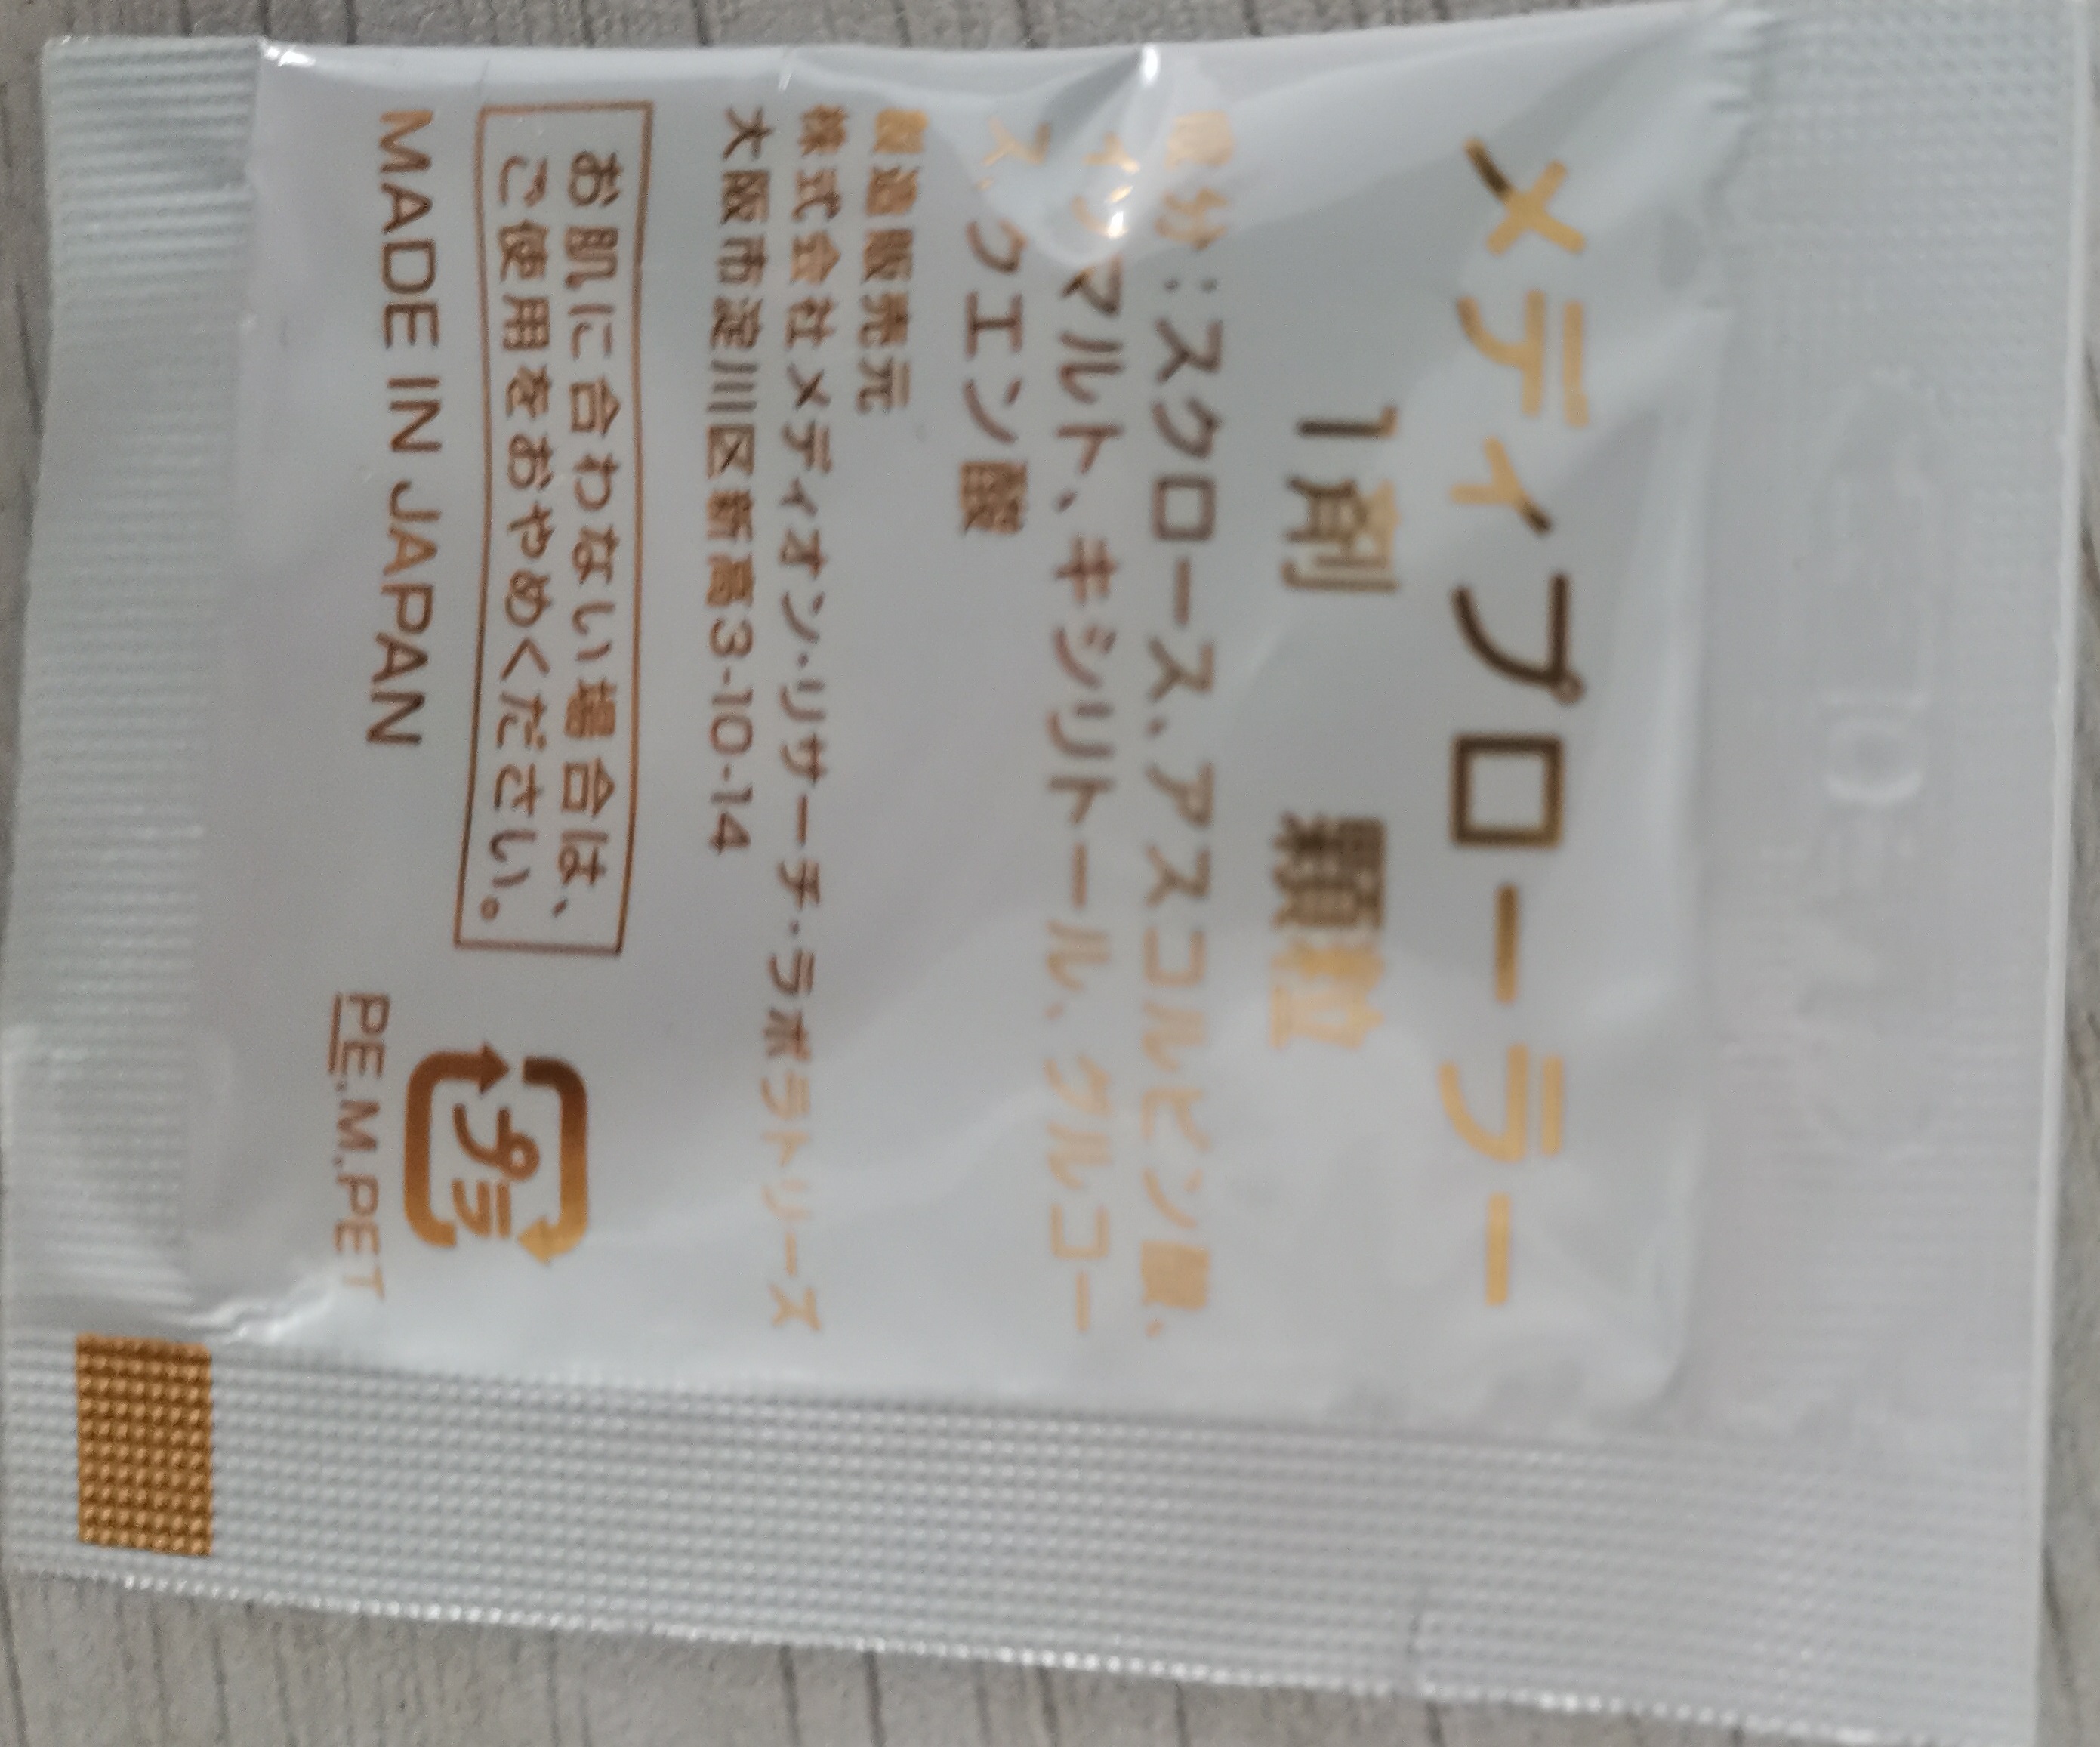 メディプローラー
1剤 顆粒
成分：スクロース、アスコルビン酸、
イソマルト、キシリトール、グルコー
ス、クエン酸
製造販売元
株式会社メディオン・リサーチ・ラボラトリーズ
大阪市淀川区新高3-10-14
お肌に合わない場合は、
ご使用をおやめください。
MADE IN JAPAN
プラ
PE,M,PET